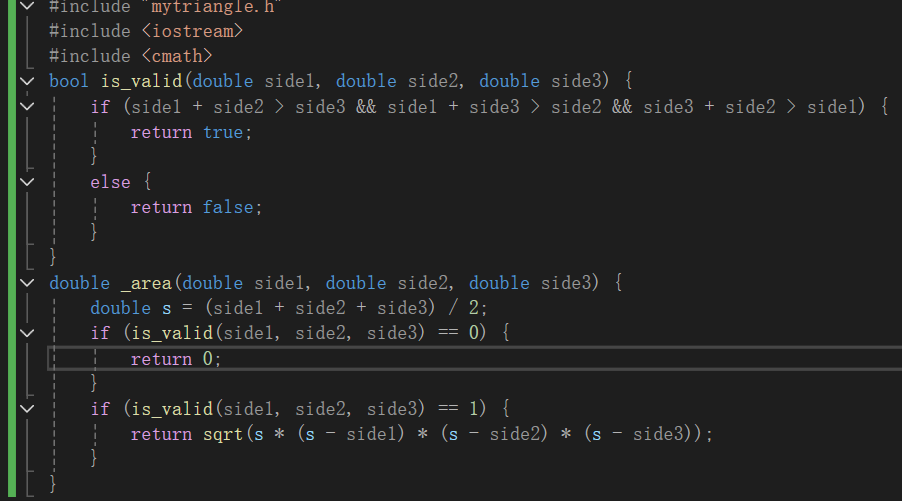 #include "mytriangle.h"
#include <iostream>
#include <cmath>
bool is_valid(double side1, double side2, double side3) {
if (side1 + side2 > side3 && side1 + side3 > side2 && side3 + side2 > side1) {
return true;
}
else {
return false;
}
}
double _area(double side1, double side2, double side3) {
double s = (side1 + side2 + side3) / 2;
if (is_valid(side1, side2, side3) == 0) {
return 0;
}
if (is_valid(side1, side2, side3) == 1) {
return sqrt(s * (s - side1) * (s - side2) * (s - side3));
}
}